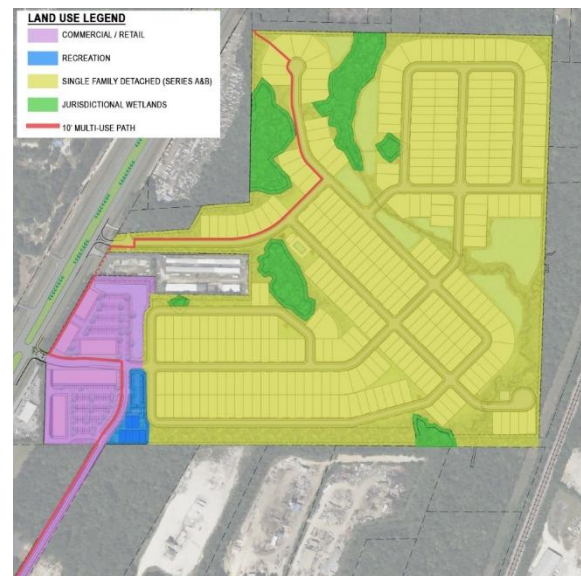 LAND USE LEGEND
COMMERCIAL / RETAIL
RECREATION
SINGLE FAMILY DETACHED (SERIES A&B)
JURISDICTIONAL WETLANDS
10' MULTI-USE PATH